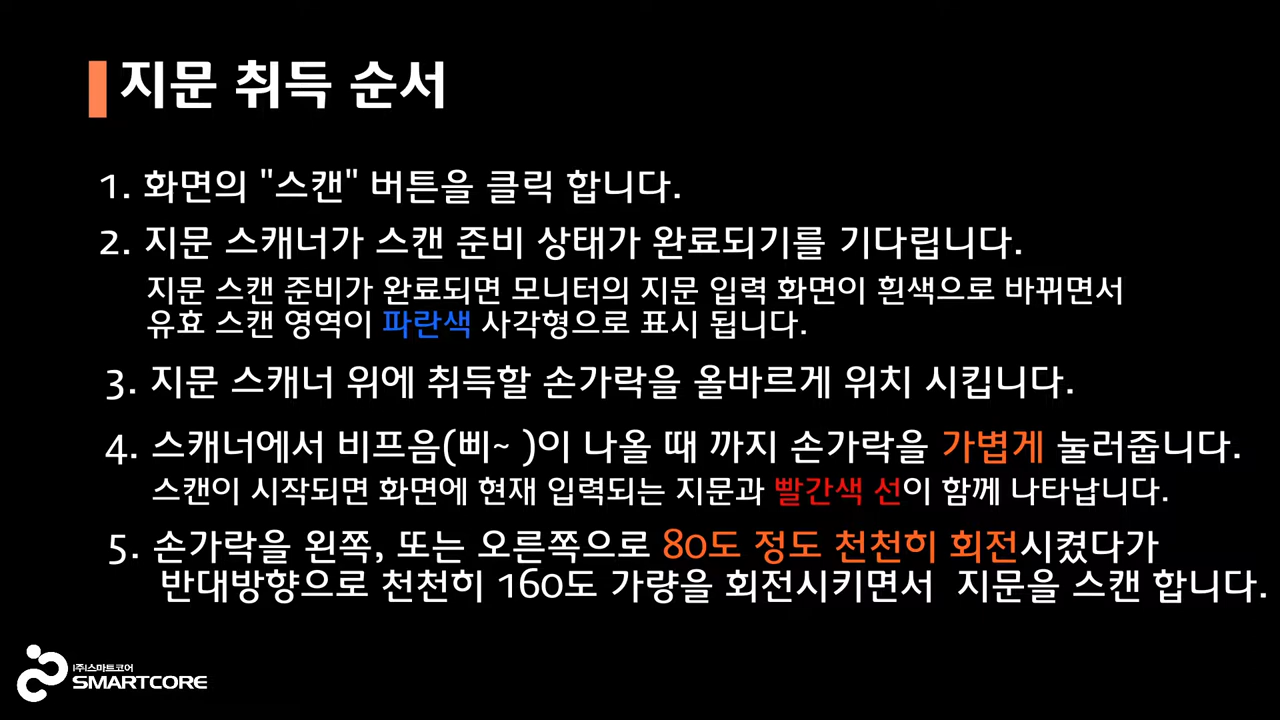 지문 취득 순서
1. 화면의 "스캔" 버튼을 클릭 합니다.
2. 지문 스캐너가 스캔 준비 상태가 완료되기를 기다립니다.
지문 스캔 준비가 완료되면 모니터의 지문 입력 화면이 흰색으로 바뀌면서
유효 스캔 영역이 파란색 사각형으로 표시 됩니다.
3. 지문 스캐너 위에 취득할 손가락을 올바르게 위치 시킵니다.
4. 스캐너에서 비프음(삐~ )이 나올 때 까지 손가락을 가볍게 눌러줍니다.
스캔이 시작되면 화면에 현재 입력되는 지문과 빨간색 선이 함께 나타납니다.
5. 손가락을 왼쪽, 또는 오른쪽으로 80도 정도 천천히 회전시켰다가
반대방향으로 천천히 160도 가량을 회전시키면서 지문을 스캔 합니다.
(주)스마트코어
SMARTCORE